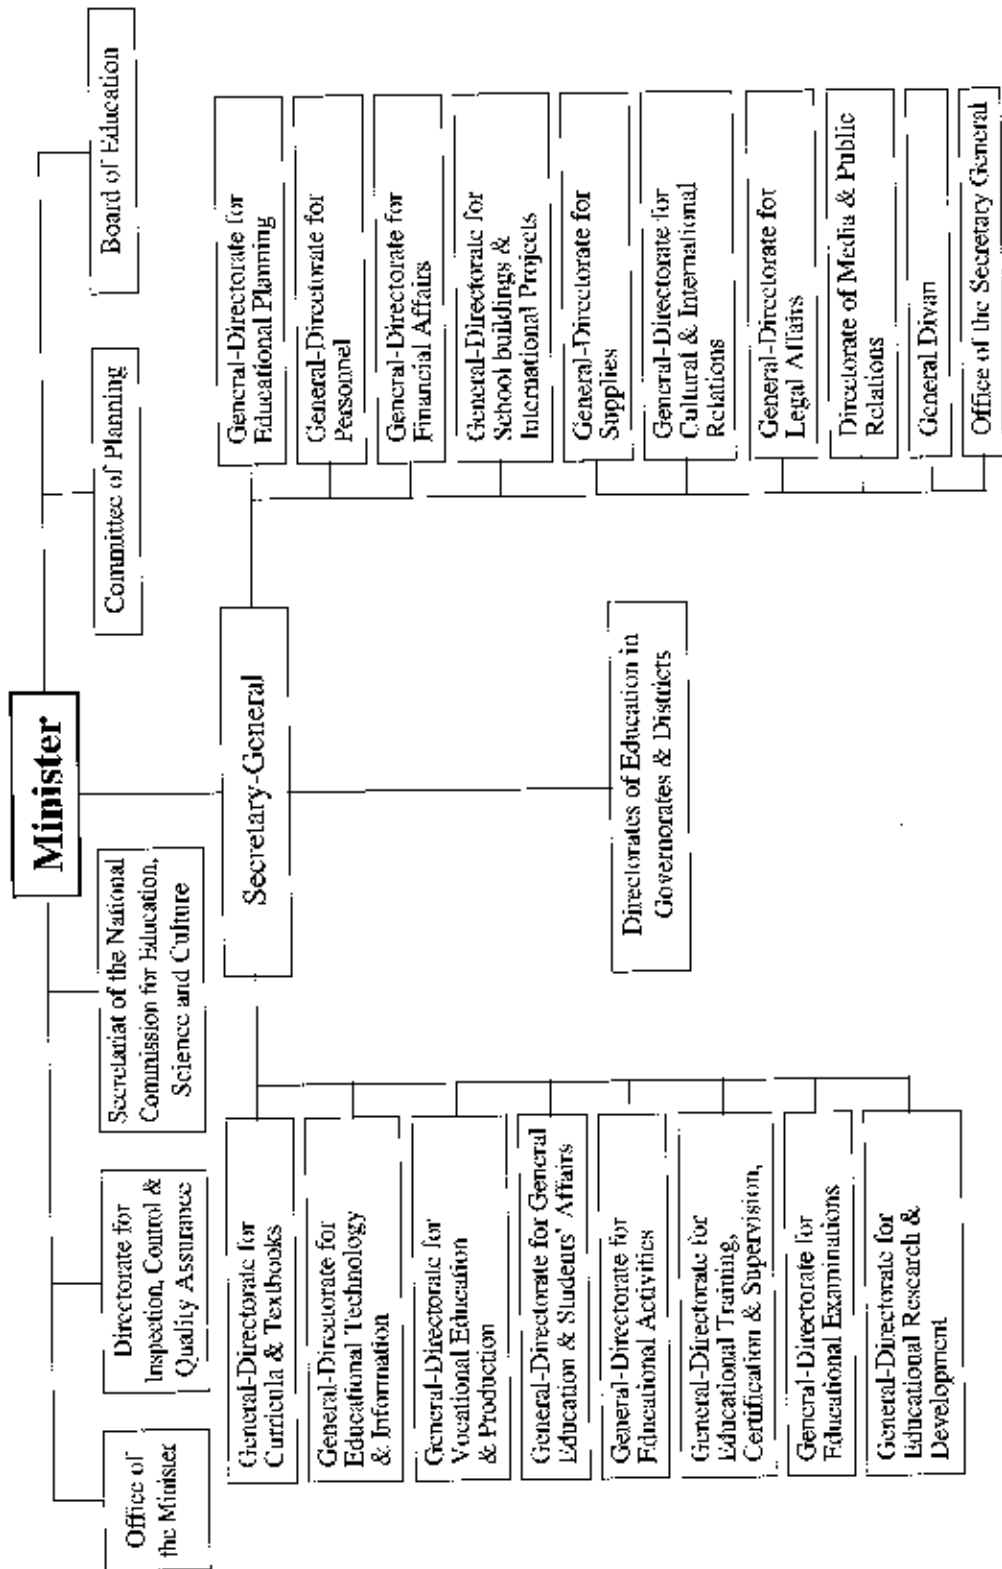 Minister
Office of
the Minister
Directorate for
Inspection, Control &
Quality Assurance
Secretariat of the National
Commission for Education,
Science and Culture
Committee of Planning
Board of Education
Secretary-General
General-Directorate for
Curricula & Textbooks
General-Directorate for
Educational Technology
& Information
General-Directorate for
Vocational Education
& Production
General-Directorate for General
Education & Students' Affairs
General-Directorate for
Educational Activities
General-Directorate for
Educational Training,
Certification & Supervision,
General-Directorate for
Educational Examinations
General-Directorate for
Educational Research &
Development
Directorates of Education in
Governorates & Districts
General-Directorate for
Educational Planning
General-Directorate for
Personnel
General-Directorate for
Financial Affairs
General-Directorate for
School buildings &
International Projects
General-Directorate for
Supplies
General-Directorate for
Cultural & International
Relations
General-Directorate for
Legal Affairs
Directorate of Media & Public
Relations
General Divan
Office of the Secretary General